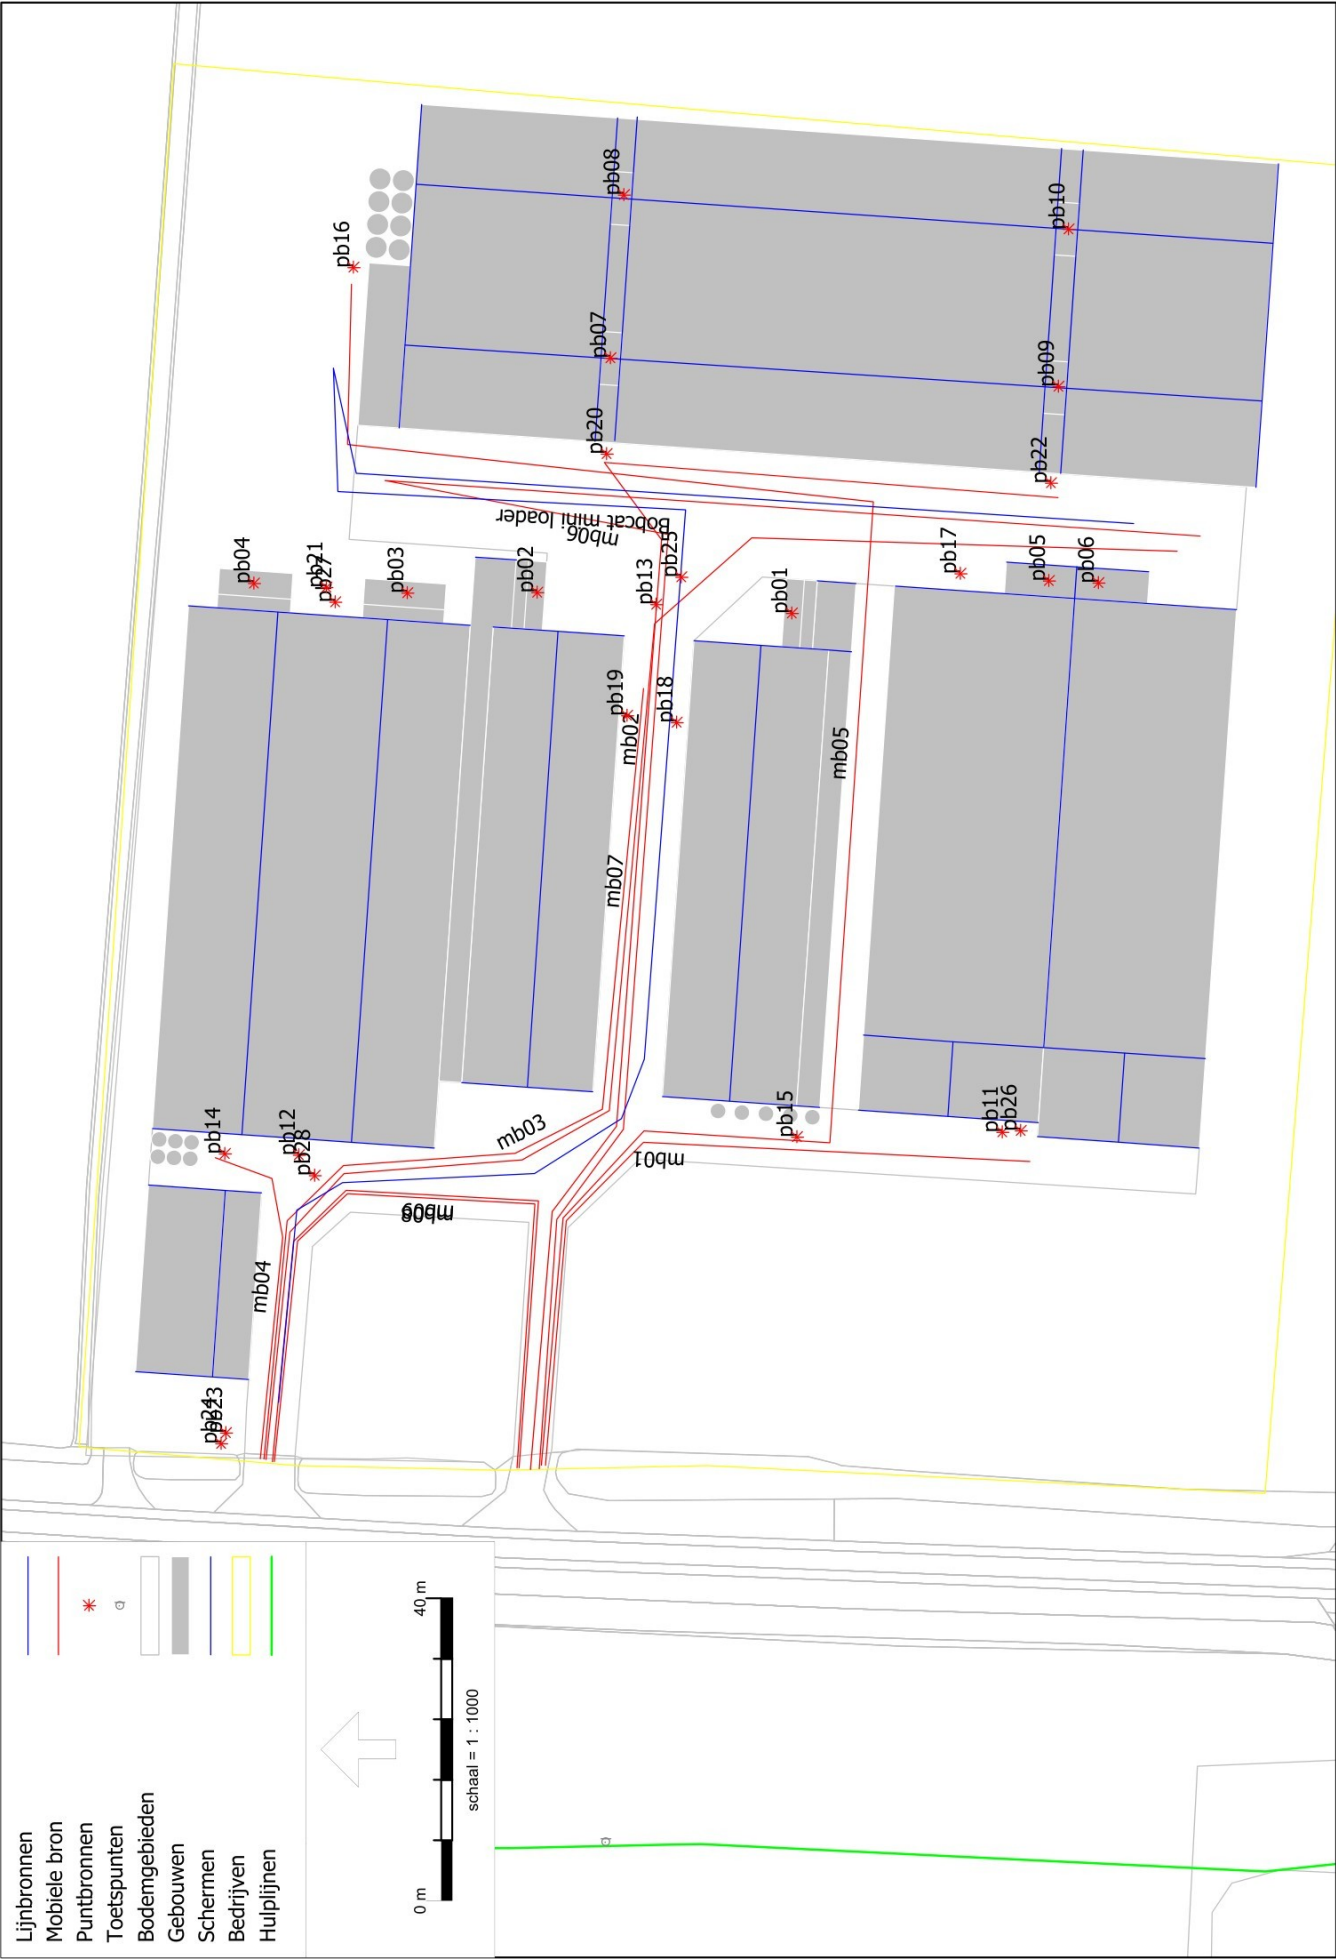 pb08
pb10
pb16
pb07
pb09
pb20
pb22
Bobcat mini loader
mb06
pb25
pb04
pb21
pb27
pb03
pb02
pb13
pb01
pb17
pb05
pb06
pb19
pb18
mb02
mb05
mb07
pb14
pb12
pb28
mb03
pb15
pb11
pb26
mb01
mb09
mb08
mb04
pb24
pb23
Lijnbronnen
Mobiele bron
Puntbronnen
Toetspunten
Bodemgebieden
Gebouwen
Schermen
Bedrijven
Hulplijnen
0 m
40 m
schaal = 1 : 1000